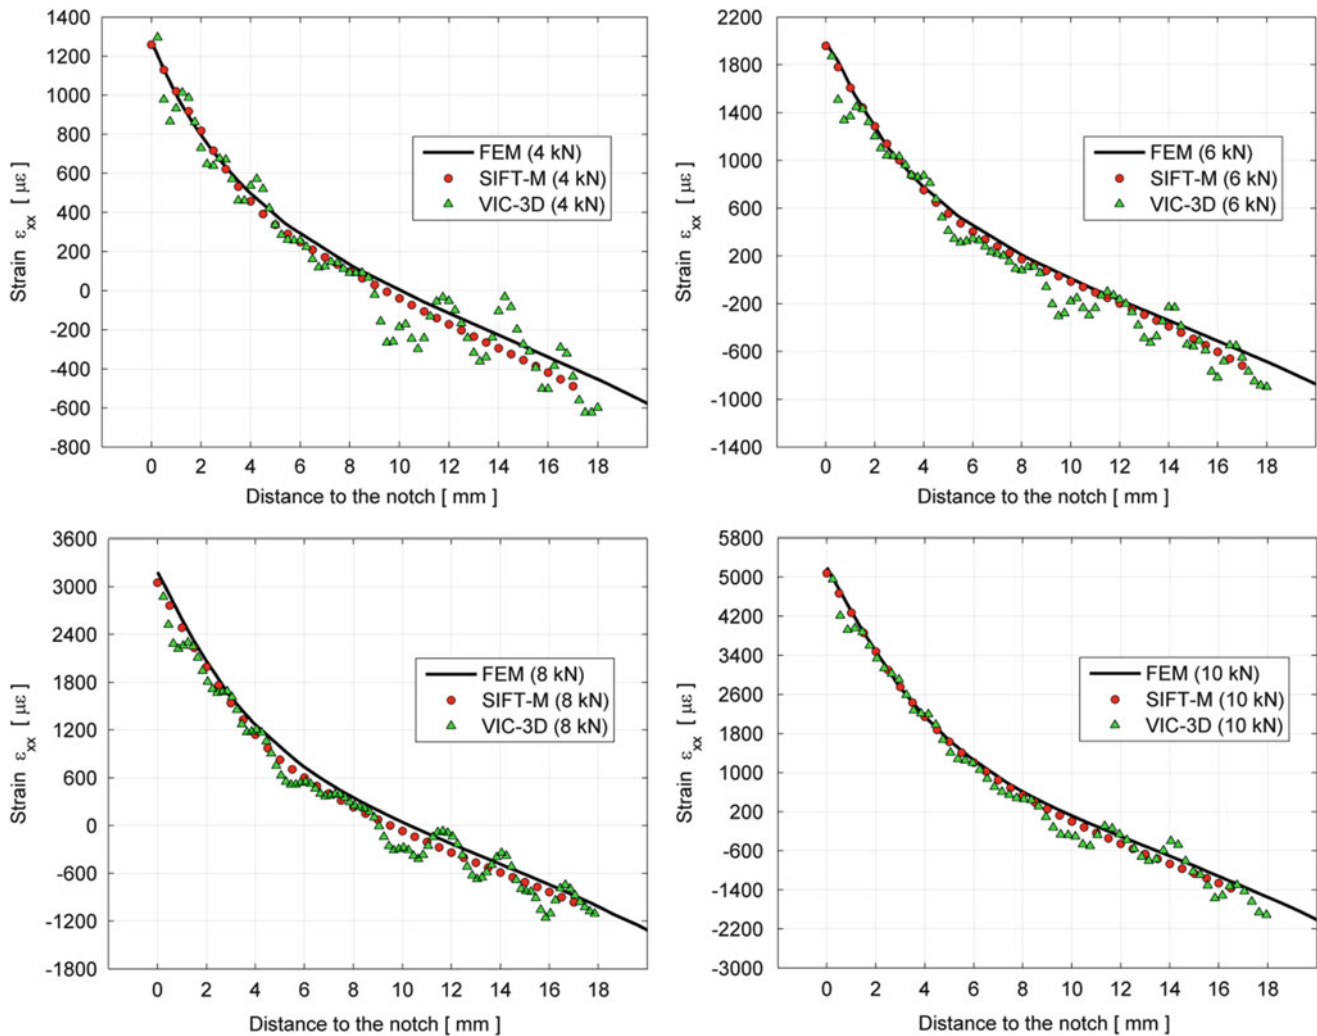 1400
1200
1000
800
600
400
200
0
-200
-400
-600
-800
Strain εxx [ με]
FEM (4 kN)
SIFT-M (4 kN)
VIC-3D (4 kN)
0 2 4 6 8 10 12 14 16 18
Distance to the notch [ mm ]
2200
1800
1400
1000
600
200
-200
-600
-1000
-1400
Strain εxx [ με]
FEM (6 kN)
SIFT-M (6 kN)
VIC-3D (6 kN)
0 2 4 6 8 10 12 14 16 18
Distance to the notch [ mm ]
3600
3000
2400
1800
1200
600
0
-600
-1200
-1800
Strain εxx [ με]
FEM (8 kN)
SIFT-M (8 kN)
VIC-3D (8 kN)
0 2 4 6 8 10 12 14 16 18
Distance to the notch [ mm ]
5800
5000
4200
3400
2600
1800
1000
200
-600
-1400
-2200
-3000
Strain εxx [ με]
FEM (10 kN)
SIFT-M (10 kN)
VIC-3D (10 kN)
0 2 4 6 8 10 12 14 16 18
Distance to the notch [ mm ]